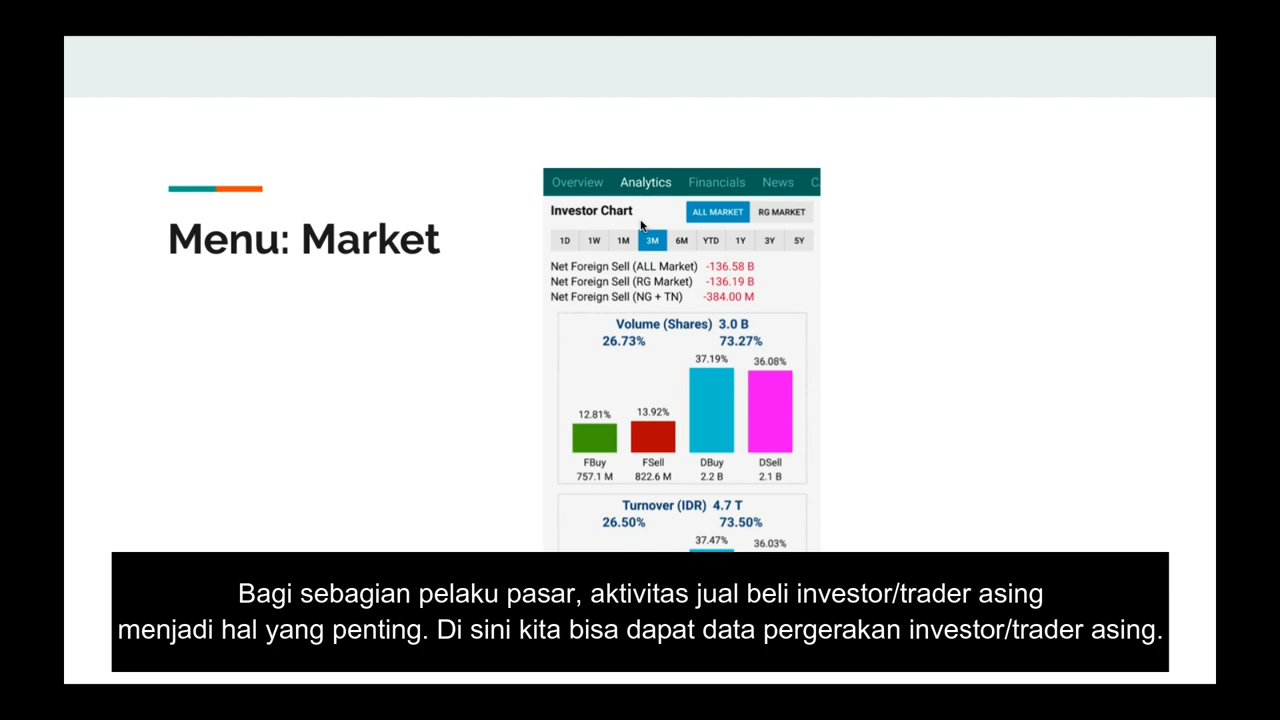 Menu: Market
Overview Analytics Financials News C
Investor Chart ALL MARKET RG MARKET
1D 1W 1M 3M 6M YTD 1Y 3Y 5Y
Net Foreign Sell (ALL Market) -136.58 B
Net Foreign Sell (RG Market) -136.19 B
Net Foreign Sell (NG + TN) -384.00 M
Volume (Shares) 3.0 B
26.73% 73.27%
12.81% 13.92% 37.19% 36.08%
FBuy FSell DBuy DSell
757.1 M 822.6 M 2.2 B 2.1 B
Turnover (IDR) 4.7 T
26.50% 73.50%
37.47% 36.03%
Bagi sebagian pelaku pasar, aktivitas jual beli investor/trader asing
menjadi hal yang penting. Di sini kita bisa dapat data pergerakan investor/trader asing.